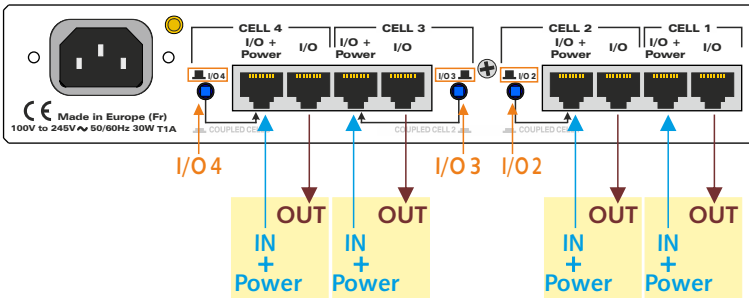 CELL 4
CELL 3
CELL 2
CELL 1
I/O +
Power
I/O
I/O +
Power
I/O
I/O +
Power
I/O
I/O +
Power
I/O
I/O 4
I/O 3
I/O 2
CE Made in Europe (Fr)
100V to 245V ~ 50/60Hz 30W T1A
COUPLED CELL 2
I/O 4
I/O 3
I/O 2
OUT
IN
+
Power
OUT
IN
+
Power
OUT
IN
+
Power
OUT
IN
+
Power